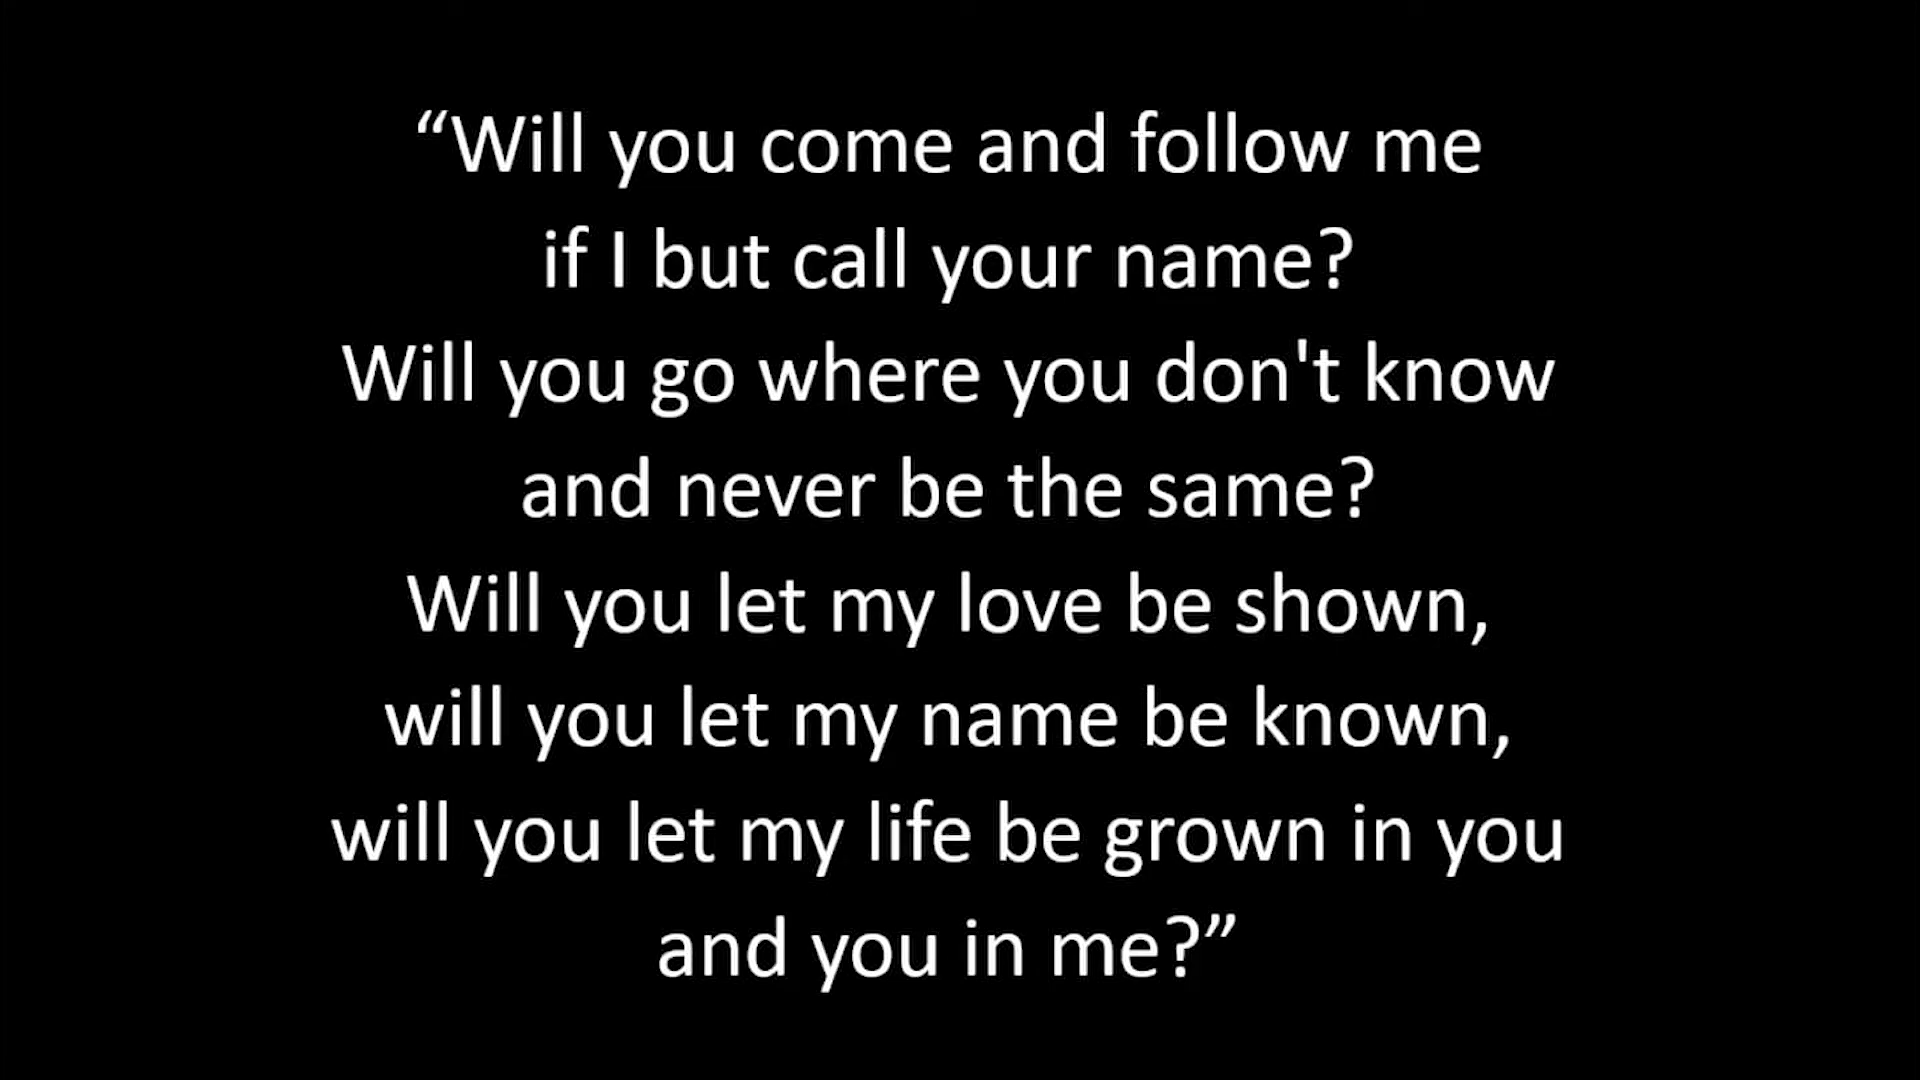 “Will you come and follow me
if I but call your name?
Will you go where you don't know
and never be the same?
Will you let my love be shown,
will you let my name be known,
will you let my life be grown in you
and you in me?”